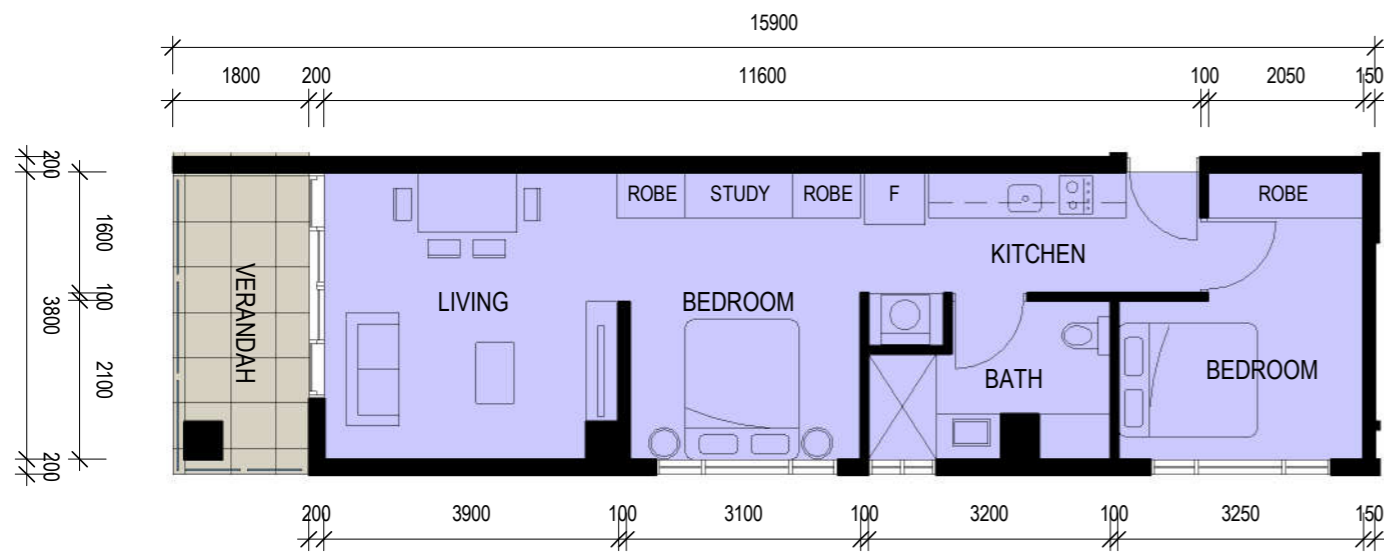 15900
1800 200 11600 100 2050 150
200
1600
100
3800
2100
200
ROBE STUDY ROBE F ROBE
KITCHEN
VERANDAH
LIVING BEDROOM
BATH BEDROOM
200 3900 100 3100 100 3200 100 3250 150